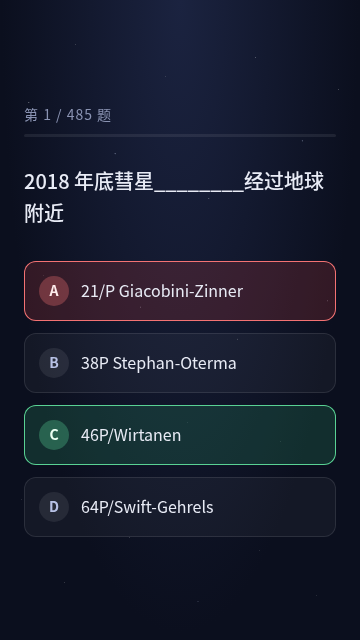 第 1 / 485 题
2018 年底彗星_________经过地球
附近
A 21/P Giacobini-Zinner
B 38P Stephan-Oterma
C 46P/Wirtanen
D 64P/Swift-Gehrels